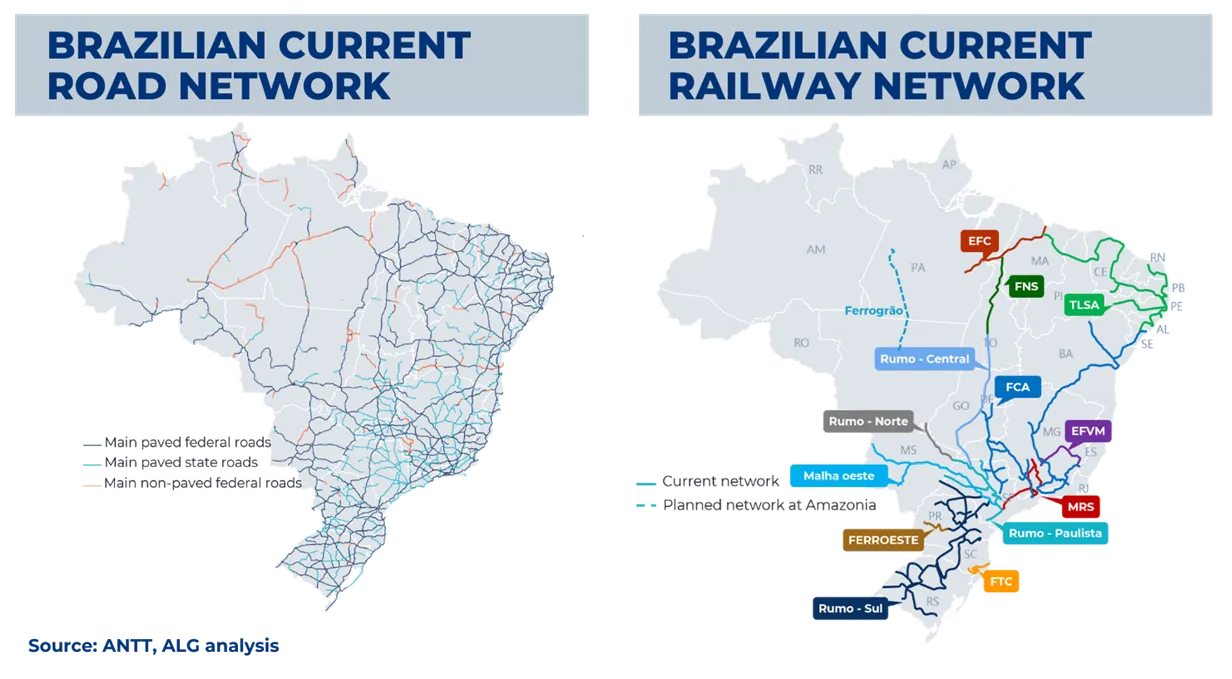 BRAZILIAN CURRENT
ROAD NETWORK
Main paved federal roads
Main paved state roads
Main non-paved federal roads
Source: ANTT, ALG analysis
BRAZILIAN CURRENT
RAILWAY NETWORK
RR
AP
AM
PA
EFC
MA
FNS
CE
RN
PB
PI
TLSA
PE
Ferrogrão
AL
RO
TO
SE
Rumo - Central
BA
FCA
GO
DF
Rumo - Norte
MG
EFVM
MS
ES
Current network
Malha oeste
RJ
SP
Planned network at Amazonia
MRS
PR
Rumo - Paulista
FERROESTE
SC
FTC
Rumo - Sul
RS